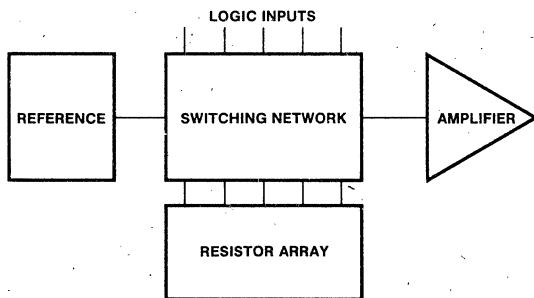 LOGIC INPUTS
REFERENCE
SWITCHING NETWORK
AMPLIFIER
RESISTOR ARRAY